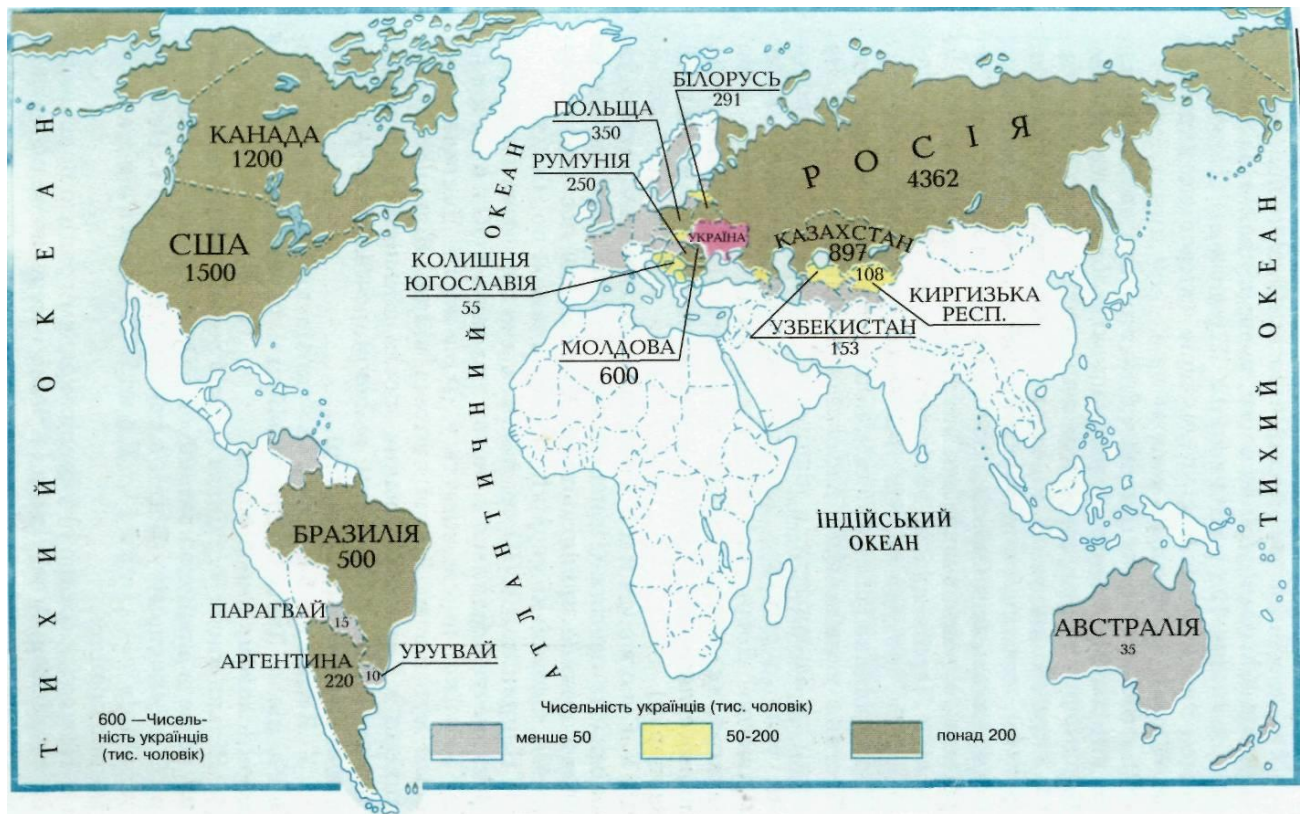 БІЛОРУСЬ
291
ПОЛЬЩА
350
РУМУНІЯ
250
КАНАДА
1200
США
1500
РОСІЯ
4362
УКРАЇНА
КАЗАХСТАН
897
108
КИРГИЗЬКА
РЕСП.
УЗБЕКИСТАН
153
КОЛИШНЯ
ЮГОСЛАВІЯ
55
МОЛДОВА
600
ТИХИЙ ОКЕАН
АТЛАНТИЧНИЙ ОКЕАН
ІНДІЙСЬКИЙ
ОКЕАН
ТИХИЙ ОКЕАН
БРАЗИЛІЯ
500
ПАРАГВАЙ
15
АРГЕНТИНА
220
УРУГВАЙ
10
АВСТРАЛІЯ
35
600 —Чисель-
ність українців
(тис. чоловік)
Чисельність українців (тис. чоловік)
менше 50
50-200
понад 200